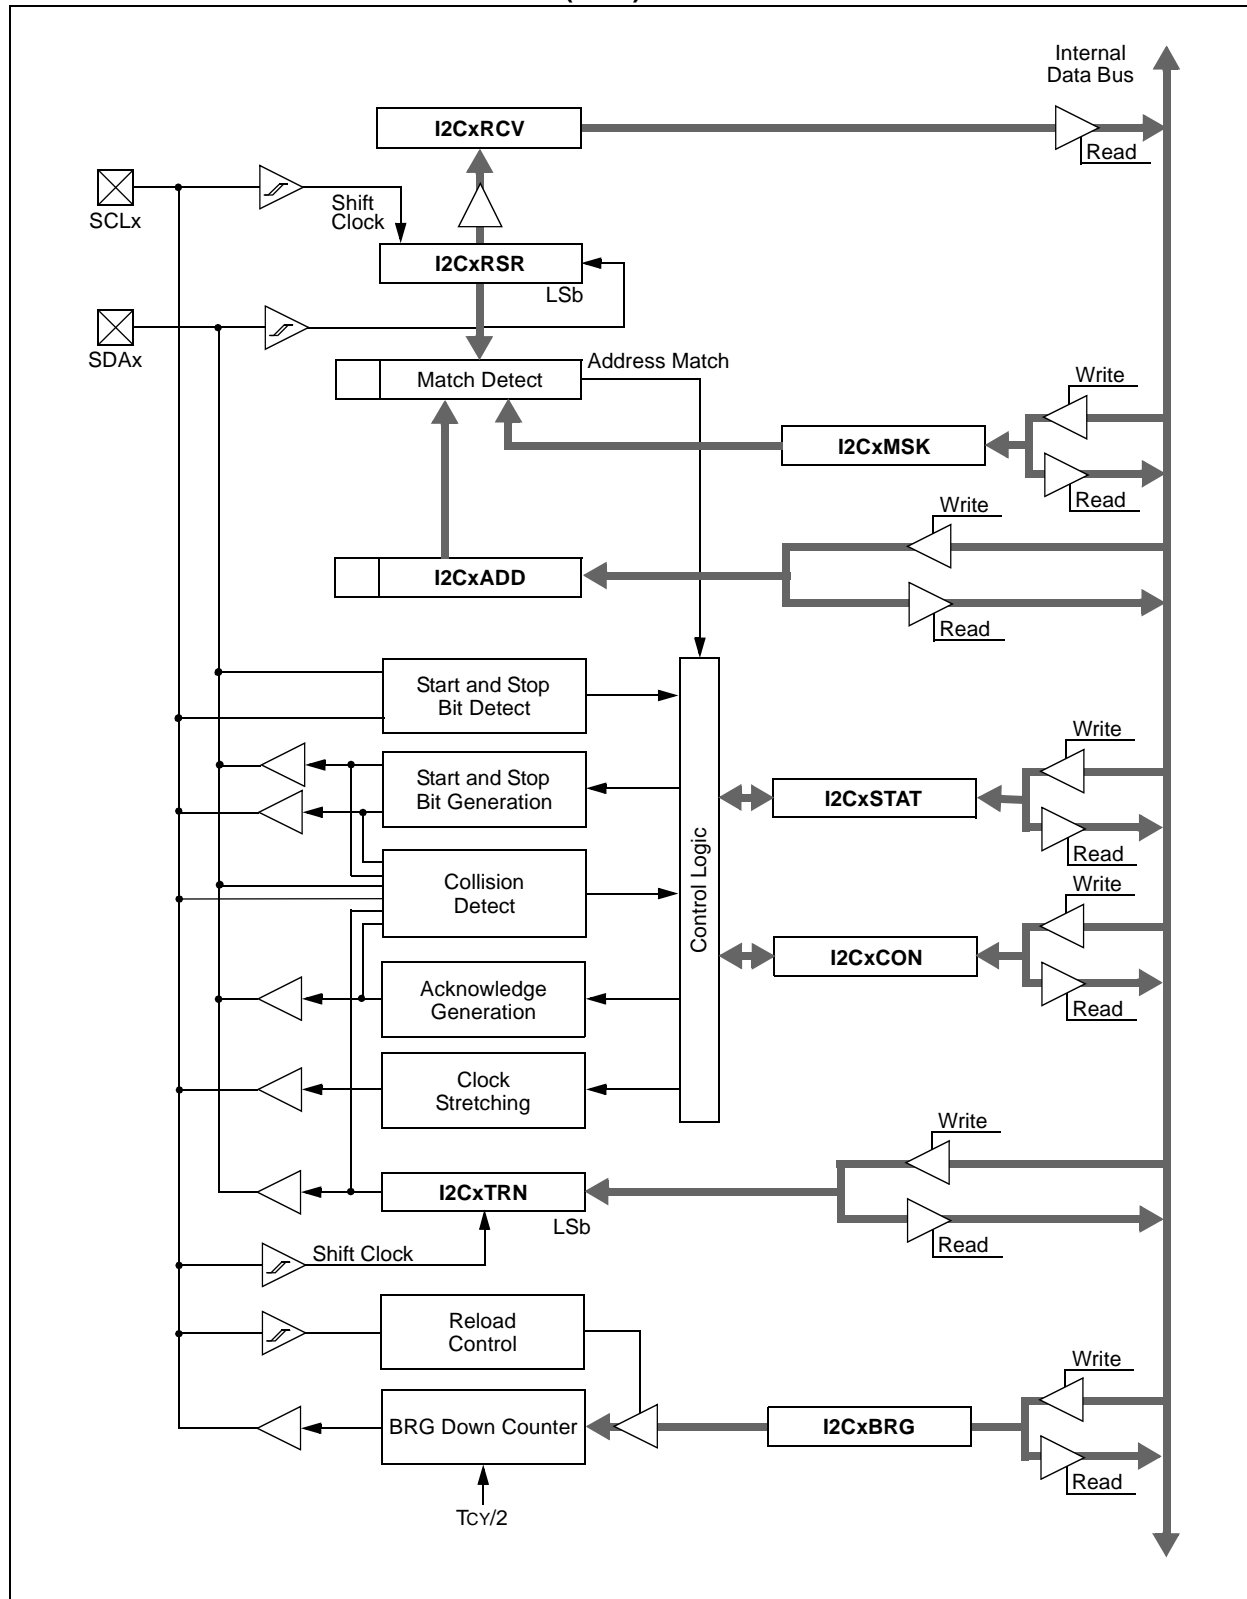 Internal
Data Bus
I2CxRCV
Read
SCLx
Shift
Clock
I2CxRSR
LSb
SDAx
Match Detect
Address Match
Write
I2CxMSK
Read
Write
I2CxADD
Read
Start and Stop
Bit Detect
Write
Start and Stop
Bit Generation
I2CxSTAT
Read
Control Logic
Collision
Detect
Write
I2CxCON
Acknowledge
Generation
Read
Clock
Stretching
Write
I2CxTRN
LSb
Read
Shift Clock
Reload
Control
Write
BRG Down Counter
I2CxBRG
Read
TCY/2